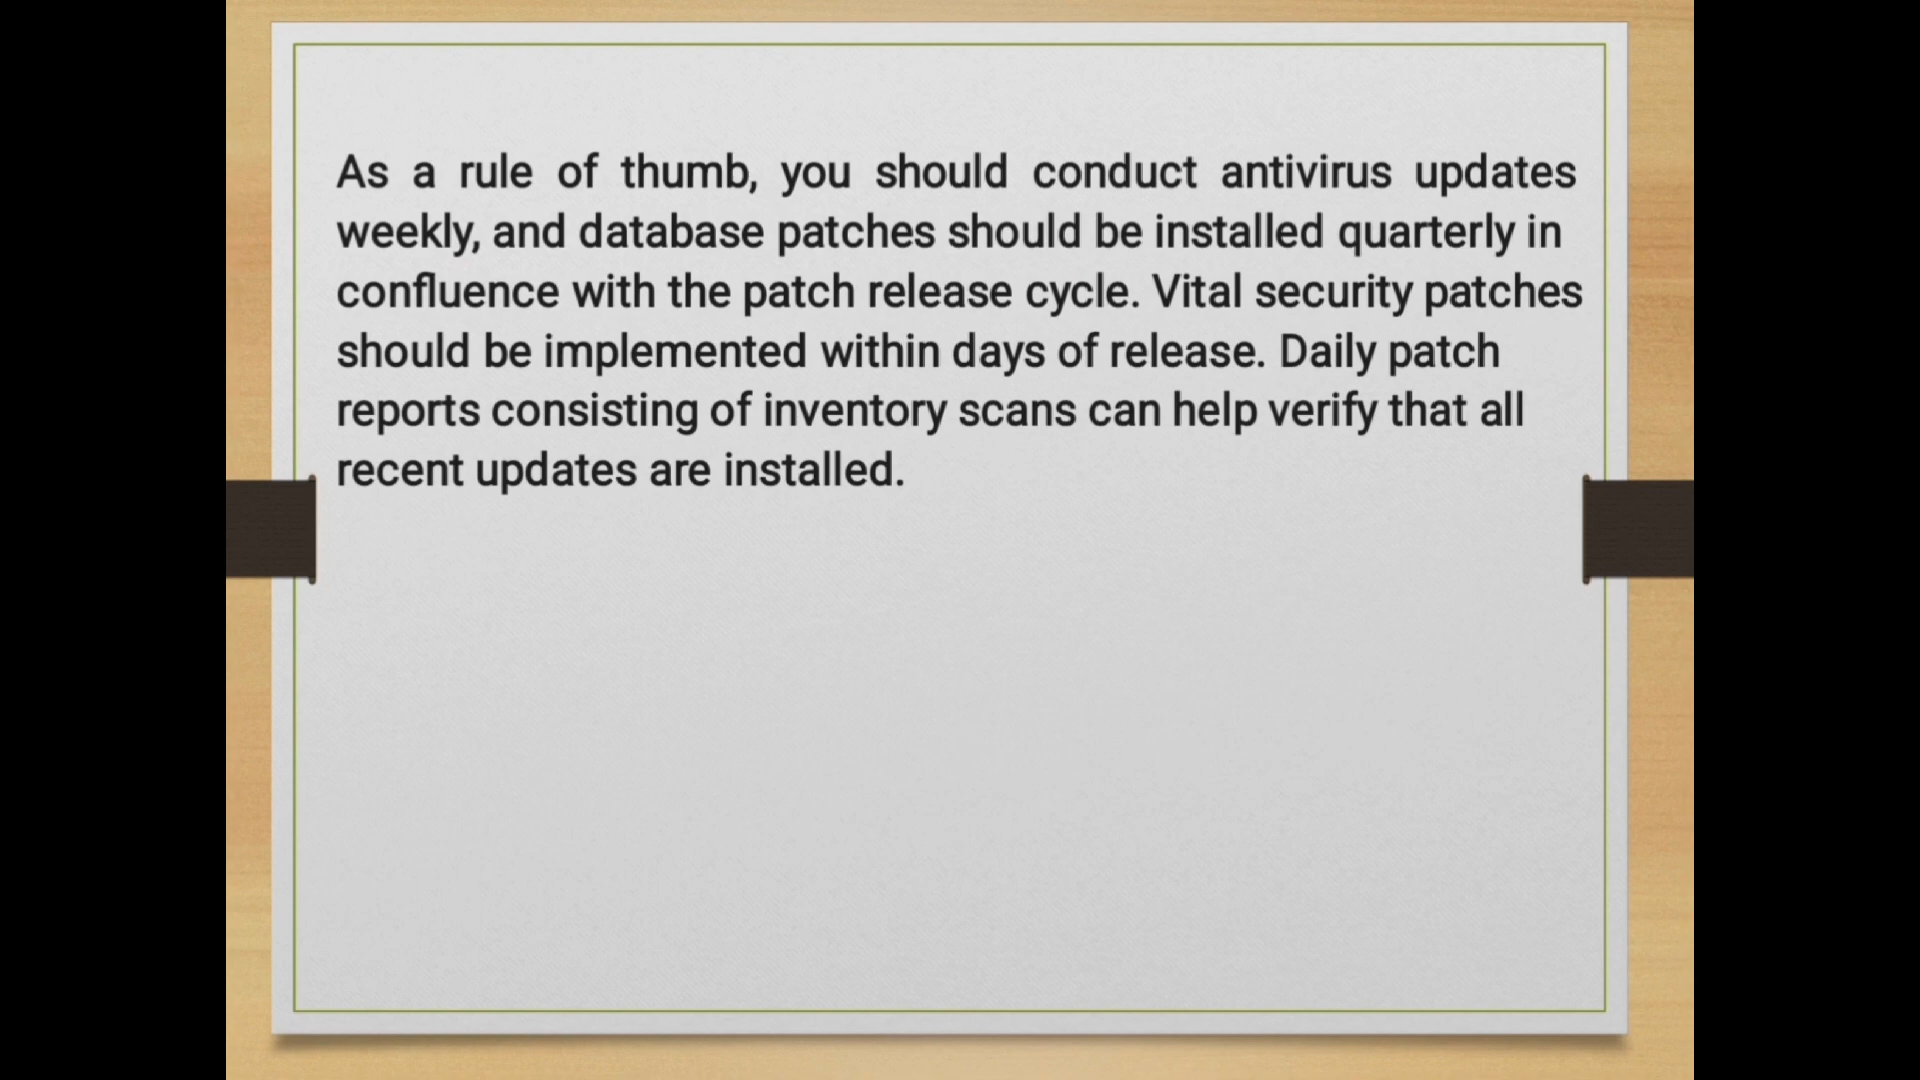 As a rule of thumb, you should conduct antivirus updates
weekly, and database patches should be installed quarterly in
confluence with the patch release cycle. Vital security patches
should be implemented within days of release. Daily patch
reports consisting of inventory scans can help verify that all
recent updates are installed.